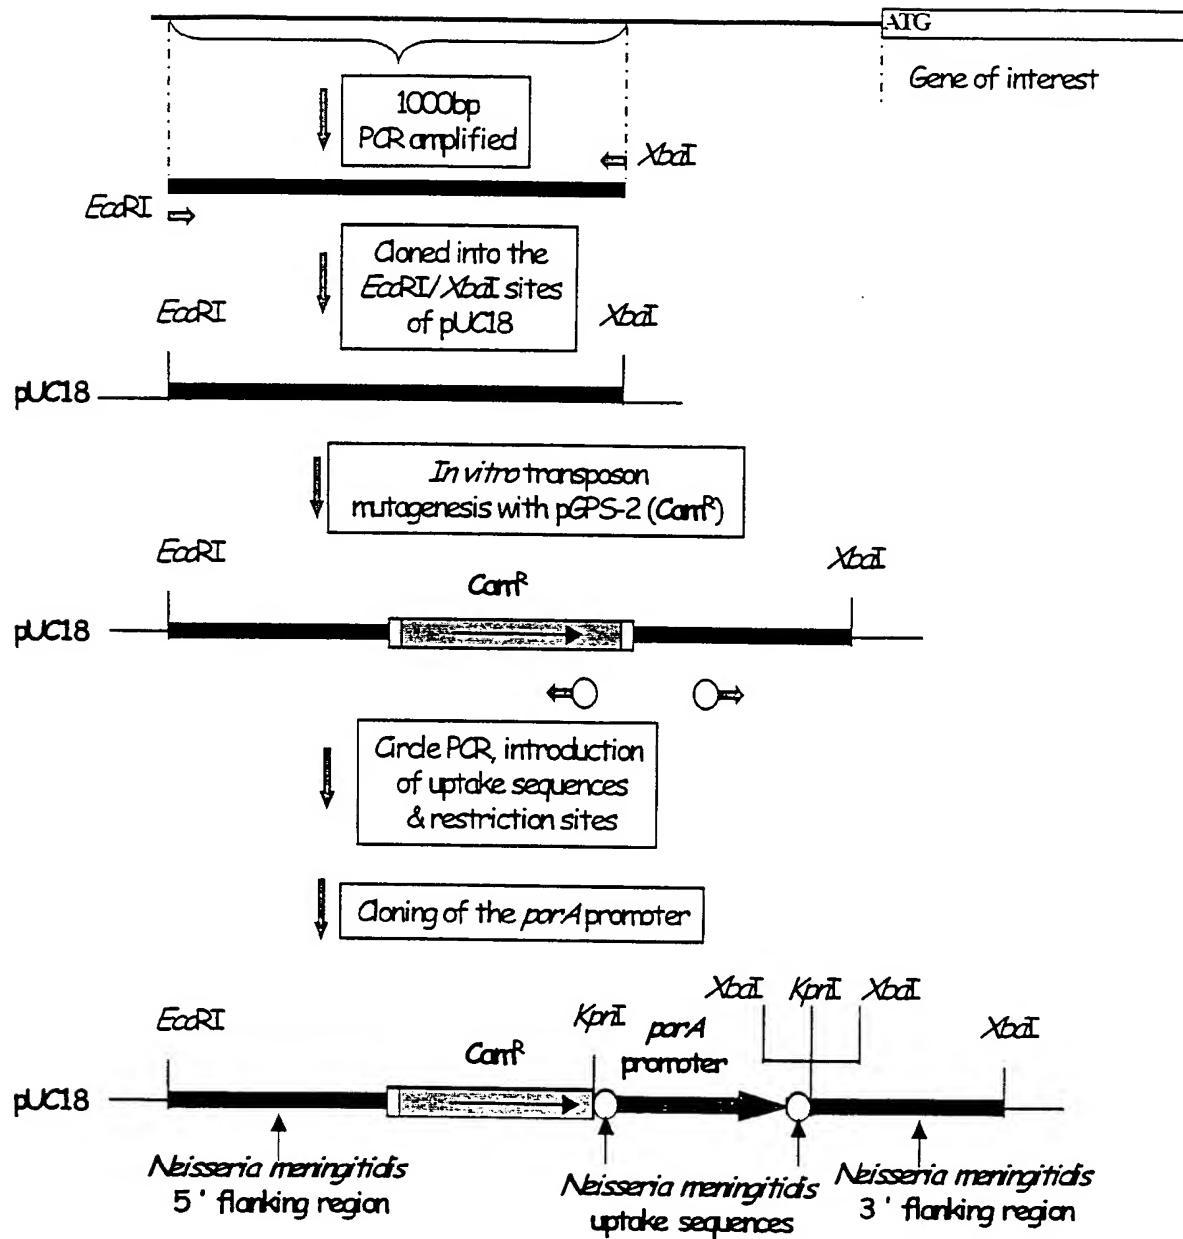 ATG
Gene of interest
1000bp
PCR amplified
XbaI
EcoRI
Cloned into the
EcoRI/XbaI sites
of pUC18
EcoRI
XbaI
pUC18
In vitro transposon
mutagenesis with pGPS-2 (CamR)
EcoRI
XbaI
CamR
pUC18
Circle PCR, introduction
of uptake sequences
& restriction sites
Cloning of the porA promoter
XbaI KpnI XbaI
EcoRI
KpnI
porA
promoter
XbaI
CamR
pUC18
Neisseria meningitidis
5' flanking region
Neisseria meningitidis
uptake sequences
Neisseria meningitidis
3' flanking region